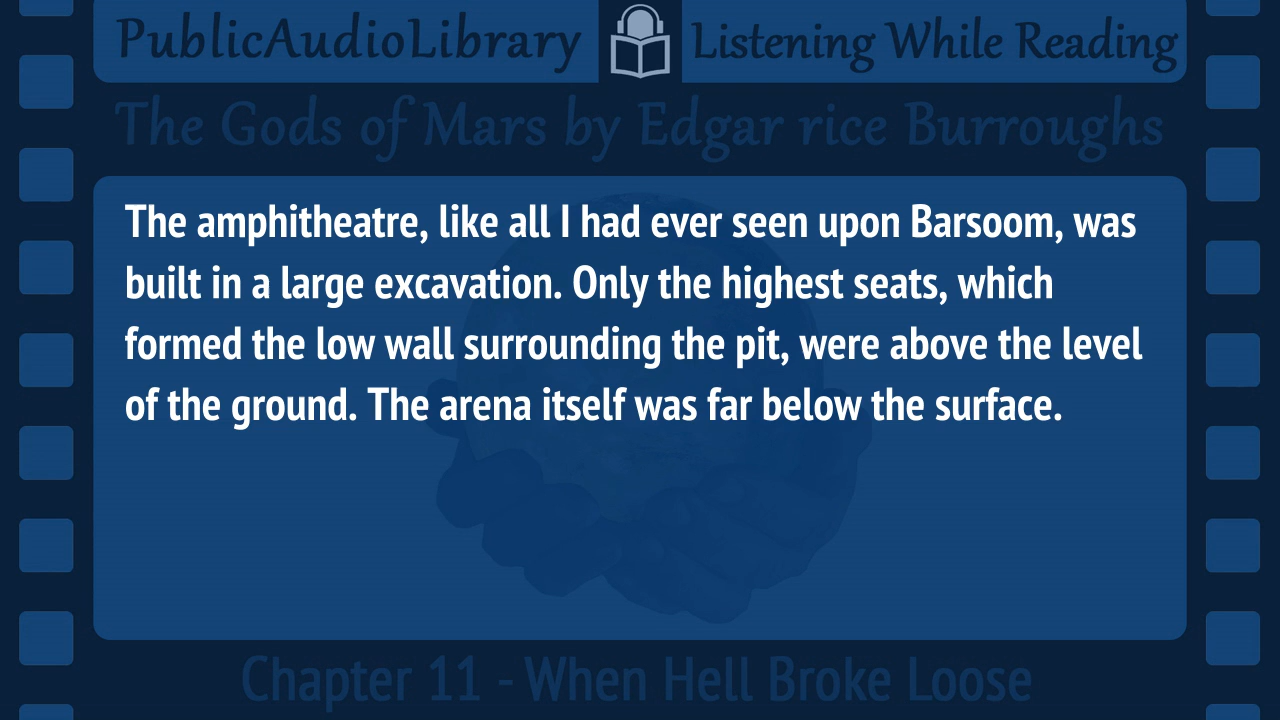 PublicAudioLibrary Listening While Reading
The Gods of Mars by Edgar rice Burroughs
The amphitheatre, like all I had ever seen upon Barsoom, was
built in a large excavation. Only the highest seats, which
formed the low wall surrounding the pit, were above the level
of the ground. The arena itself was far below the surface.
Chapter 11 - When Hell Broke Loose